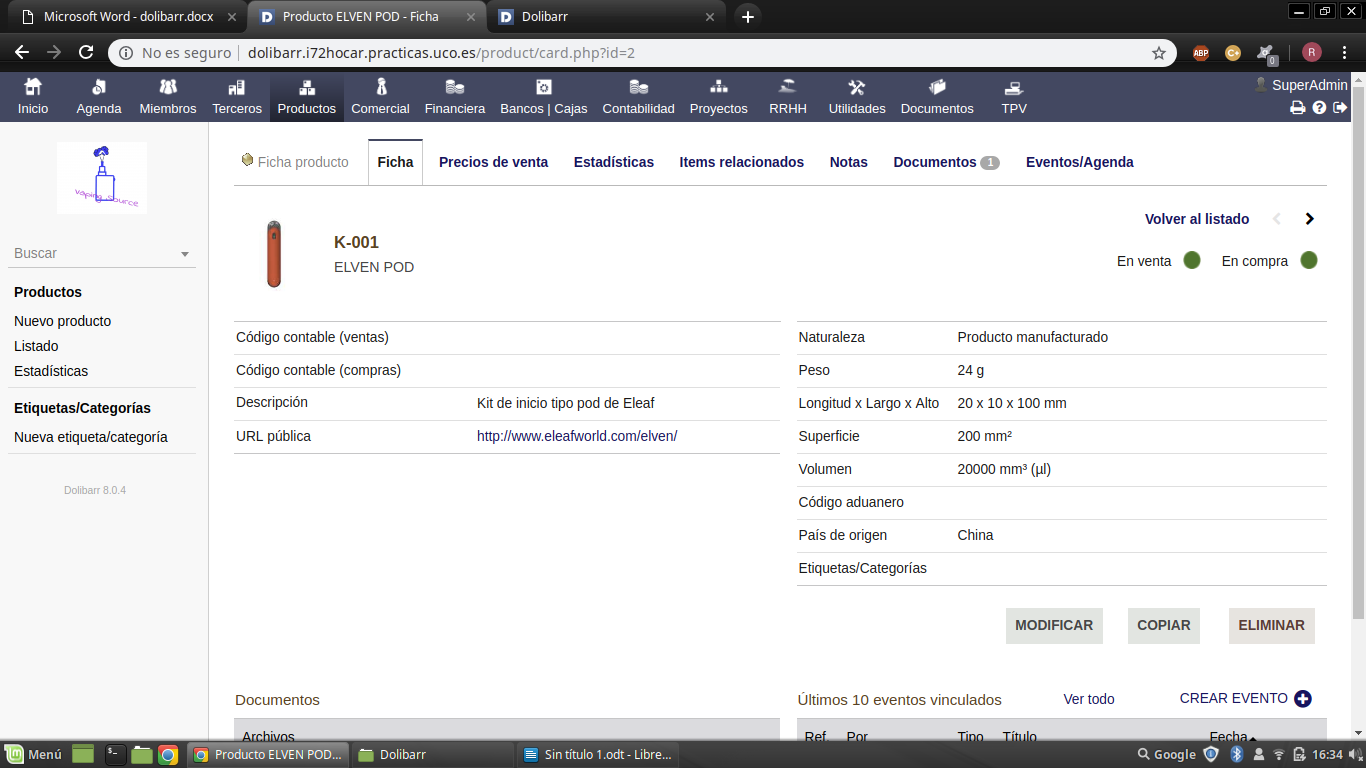 Microsoft Word - dolibarr.docx
Producto ELVEN POD - Ficha
Dolibarr
No es seguro | dolibarr.i72hocar.practicas.uco.es/product/card.php?id=2
ABP
C+
0
R
Inicio
Agenda
Miembros
Terceros
Productos
Comercial
Financiera
Bancos | Cajas
Contabilidad
Proyectos
RRHH
Utilidades
Documentos
TPV
SuperAdmin
vaping source
Buscar
Productos
Nuevo producto
Listado
Estadísticas
Etiquetas/Categorías
Nueva etiqueta/categoría
Dolibarr 8.0.4
Ficha producto
Ficha
Precios de venta
Estadísticas
Items relacionados
Notas
Documentos 1
Eventos/Agenda
Volver al listado
K-001
ELVEN POD
En venta
En compra
Código contable (ventas)
Código contable (compras)
Descripción Kit de inicio tipo pod de Eleaf
URL pública http://www.eleafworld.com/elven/
Naturaleza Producto manufacturado
Peso 24 g
Longitud x Largo x Alto 20 x 10 x 100 mm
Superficie 200 mm²
Volumen 20000 mm³ (µl)
Código aduanero
País de origen China
Etiquetas/Categorías
MODIFICAR
COPIAR
ELIMINAR
Documentos
Archivos
Últimos 10 eventos vinculados
Ver todo
CREAR EVENTO
Ref. Por Tipo Título Fecha
Menú
Producto ELVEN POD...
Dolibarr
Sin título 1.odt - Libre...
Google
16:34